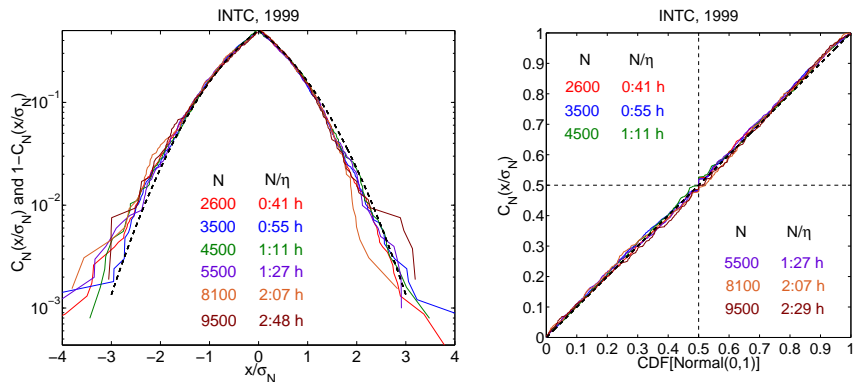 INTC, 1999
C_N(x/σ_N) and 1−C_N(x/σ_N)
10^−1
10^−2
10^−3
N N/η
2600 0:41 h
3500 0:55 h
4500 1:11 h
5500 1:27 h
8100 2:07 h
9500 2:48 h
−4 −3 −2 −1 0 1 2 3 4
x/σ_N
INTC, 1999
C_N(x/σ_N)
1
0.9
0.8
0.7
0.6
0.5
0.4
0.3
0.2
0.1
0
N N/η
2600 0:41 h
3500 0:55 h
4500 1:11 h
N N/η
5500 1:27 h
8100 2:07 h
9500 2:29 h
0 0.1 0.2 0.3 0.4 0.5 0.6 0.7 0.8 0.9 1
CDF[Normal(0,1)]